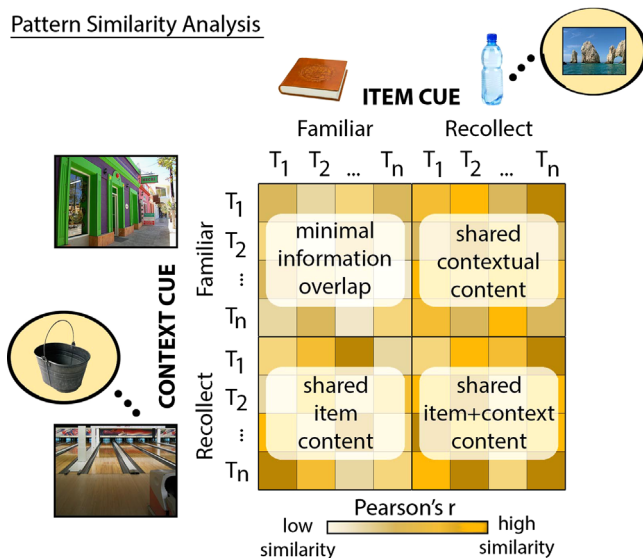 Pattern Similarity Analysis
ITEM CUE
Familiar Recollect
T1 T2 ... Tn T1 T2 ... Tn
CONTEXT CUE
Familiar
T1
T2
...
Tn
minimal
information
overlap
shared
contextual
content
Recollect
T1
T2
...
Tn
shared
item
content
shared
item+context
content
Pearson's r
low
similarity
high
similarity